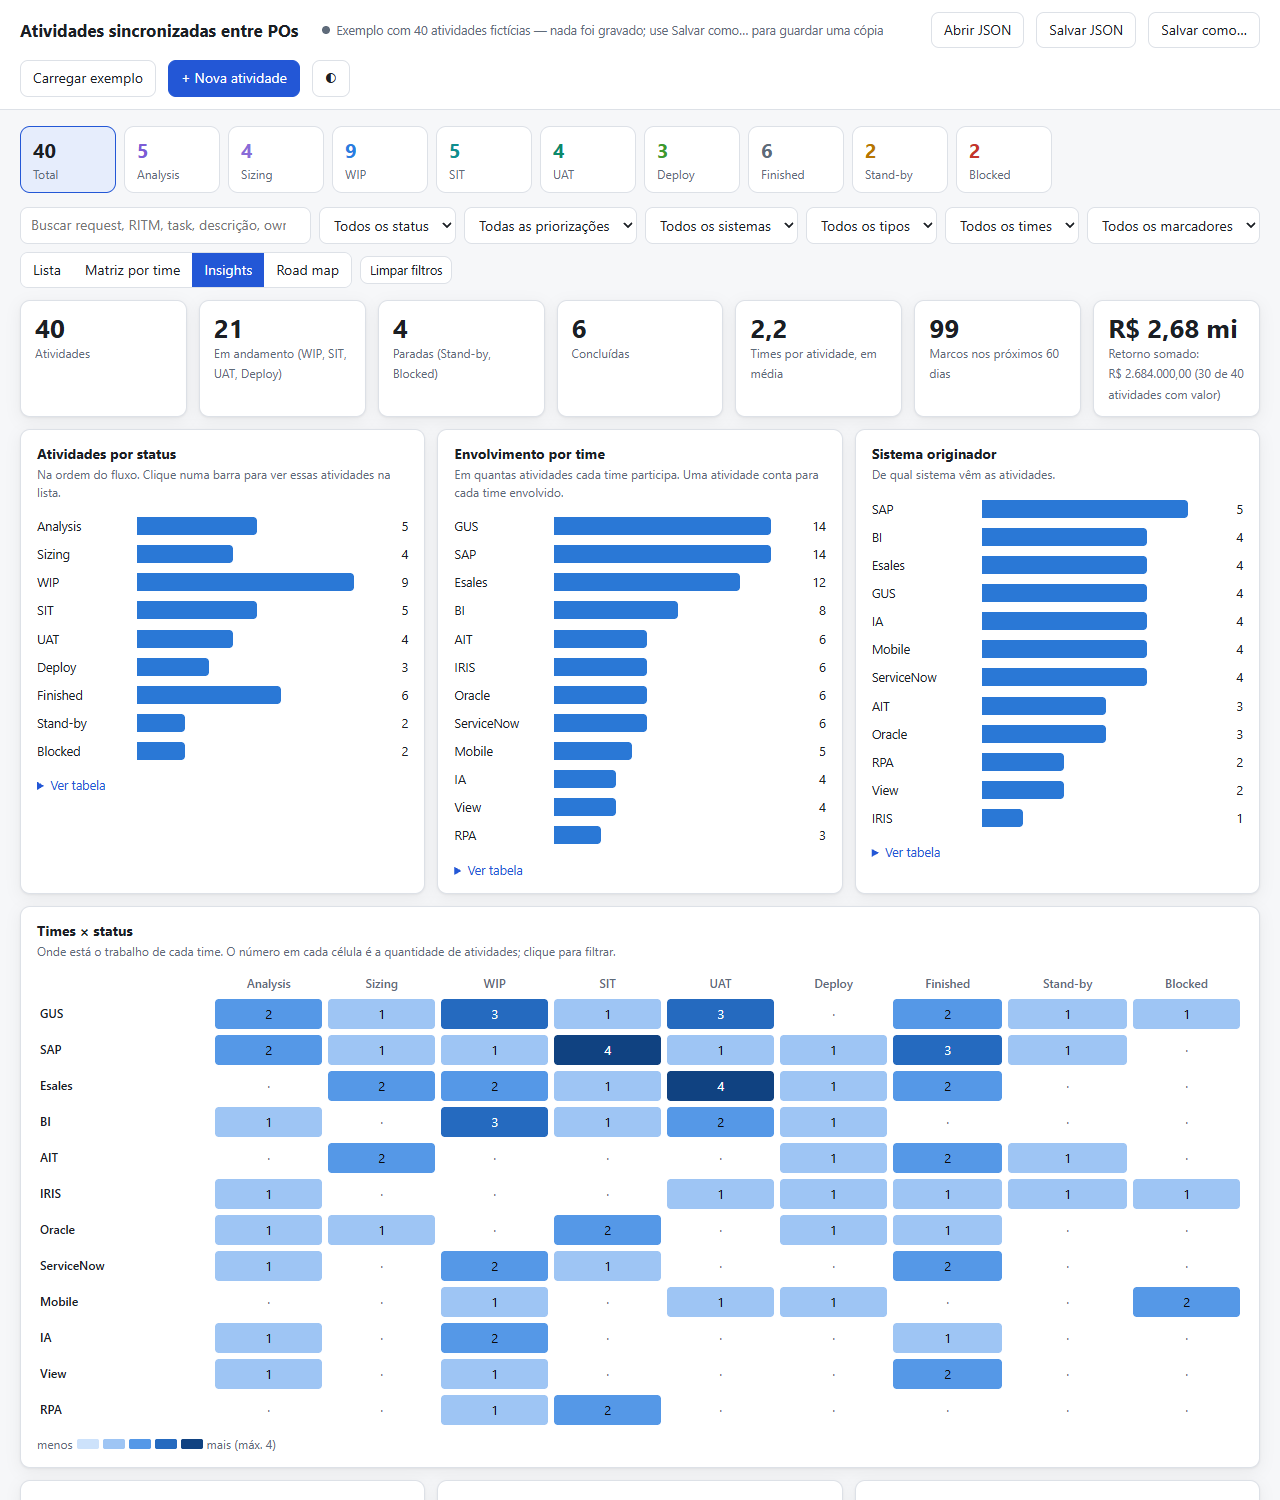 Atividades sincronizadas entre POs
Exemplo com 40 atividades fictícias — nada foi gravado; use Salvar como... para guardar uma cópia
Abrir JSON
Salvar JSON
Salvar como...
Carregar exemplo
+ Nova atividade
40
Total
5
Analysis
4
Sizing
9
WIP
5
SIT
4
UAT
3
Deploy
6
Finished
2
Stand-by
2
Blocked
Buscar request, RITM, task, descrição, owr
Todos os status
Todas as priorizações
Todos os sistemas
Todos os tipos
Todos os times
Todos os marcadores
Lista
Matriz por time
Insights
Road map
Limpar filtros
40
Atividades
21
Em andamento (WIP, SIT,
UAT, Deploy)
4
Paradas (Stand-by,
Blocked)
6
Concluídas
2,2
Times por atividade, em
média
99
Marcos nos próximos 60
dias
R$ 2,68 mi
Retorno somado:
R$ 2.684.000,00 (30 de 40
atividades com valor)
Atividades por status
Na ordem do fluxo. Clique numa barra para ver essas atividades na
lista.
Analysis 5
Sizing 4
WIP 9
SIT 5
UAT 4
Deploy 3
Finished 6
Stand-by 2
Blocked 2
Ver tabela
Envolvimento por time
Em quantas atividades cada time participa. Uma atividade conta para
cada time envolvido.
GUS 14
SAP 14
Esales 12
BI 8
AIT 6
IRIS 6
Oracle 6
ServiceNow 6
Mobile 5
IA 4
View 4
RPA 3
Ver tabela
Sistema originador
De qual sistema vêm as atividades.
SAP 5
BI 4
Esales 4
GUS 4
IA 4
Mobile 4
ServiceNow 4
AIT 3
Oracle 3
RPA 2
View 2
IRIS 1
Ver tabela
Times × status
Onde está o trabalho de cada time. O número em cada célula é a quantidade de atividades; clique para filtrar.
Analysis Sizing WIP SIT UAT Deploy Finished Stand-by Blocked
GUS 2 1 3 1 3 · 2 1 1
SAP 2 1 1 4 1 1 3 1 ·
Esales · 2 2 1 4 1 2 · ·
BI 1 · 3 1 2 1 · · ·
AIT · 2 · · · 1 2 1 ·
IRIS 1 · · · 1 1 1 1 1
Oracle 1 1 · 2 · 1 1 · ·
ServiceNow 1 · 2 1 · · 2 · ·
Mobile · · 1 · 1 1 · · 2
IA 1 · 2 · · · 1 · ·
View 1 · 1 · · · 2 · ·
RPA · · 1 2 · · · · ·
menos mais (máx. 4)